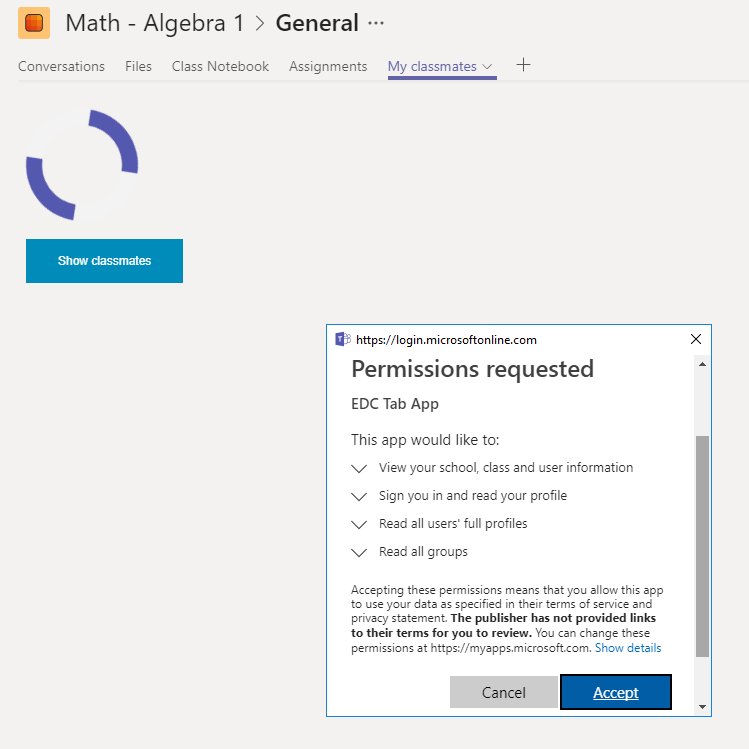 Math - Algebra 1 > General ...
Conversations Files Class Notebook Assignments My classmates +
Show classmates
https://login.microsoftonline.com
Permissions requested
EDC Tab App
This app would like to:
View your school, class and user information
Sign you in and read your profile
Read all users' full profiles
Read all groups
Accepting these permissions means that you allow this app
to use your data as specified in their terms of service and
privacy statement. The publisher has not provided links
to their terms for you to review. You can change these
permissions at https://myapps.microsoft.com. Show details
Cancel Accept